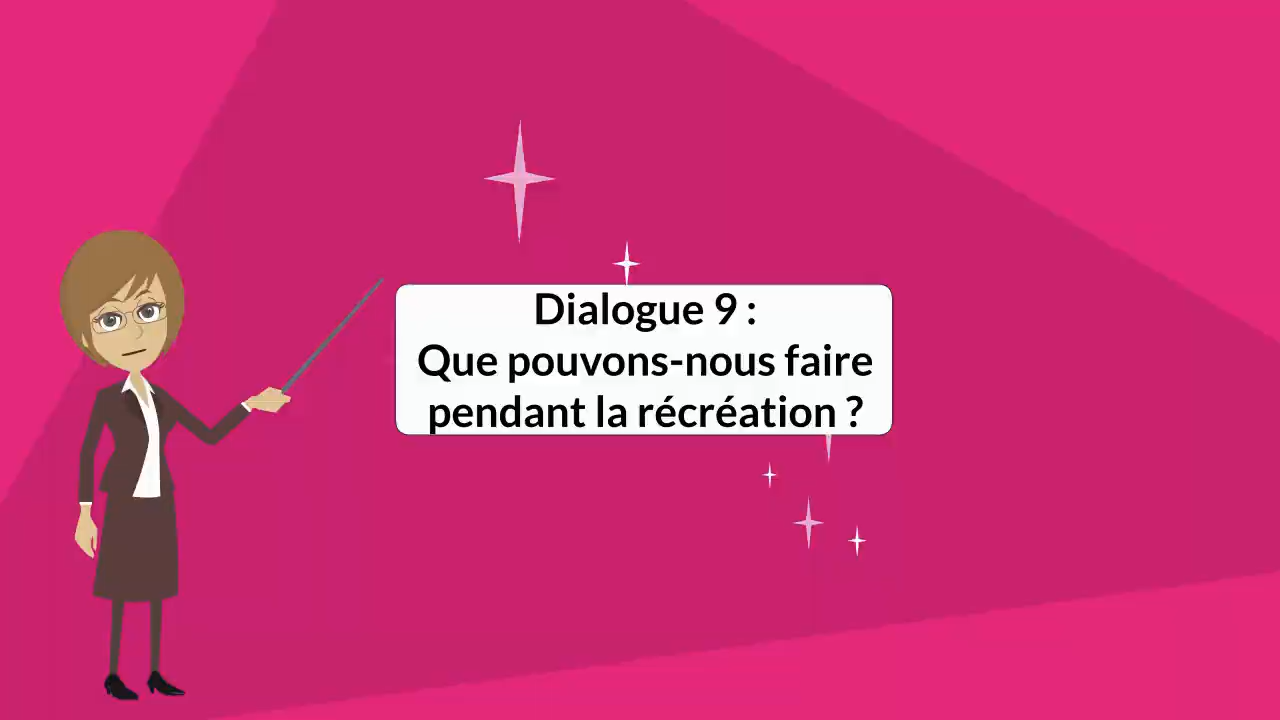 Dialogue 9 :
Que pouvons-nous faire
pendant la récréation ?